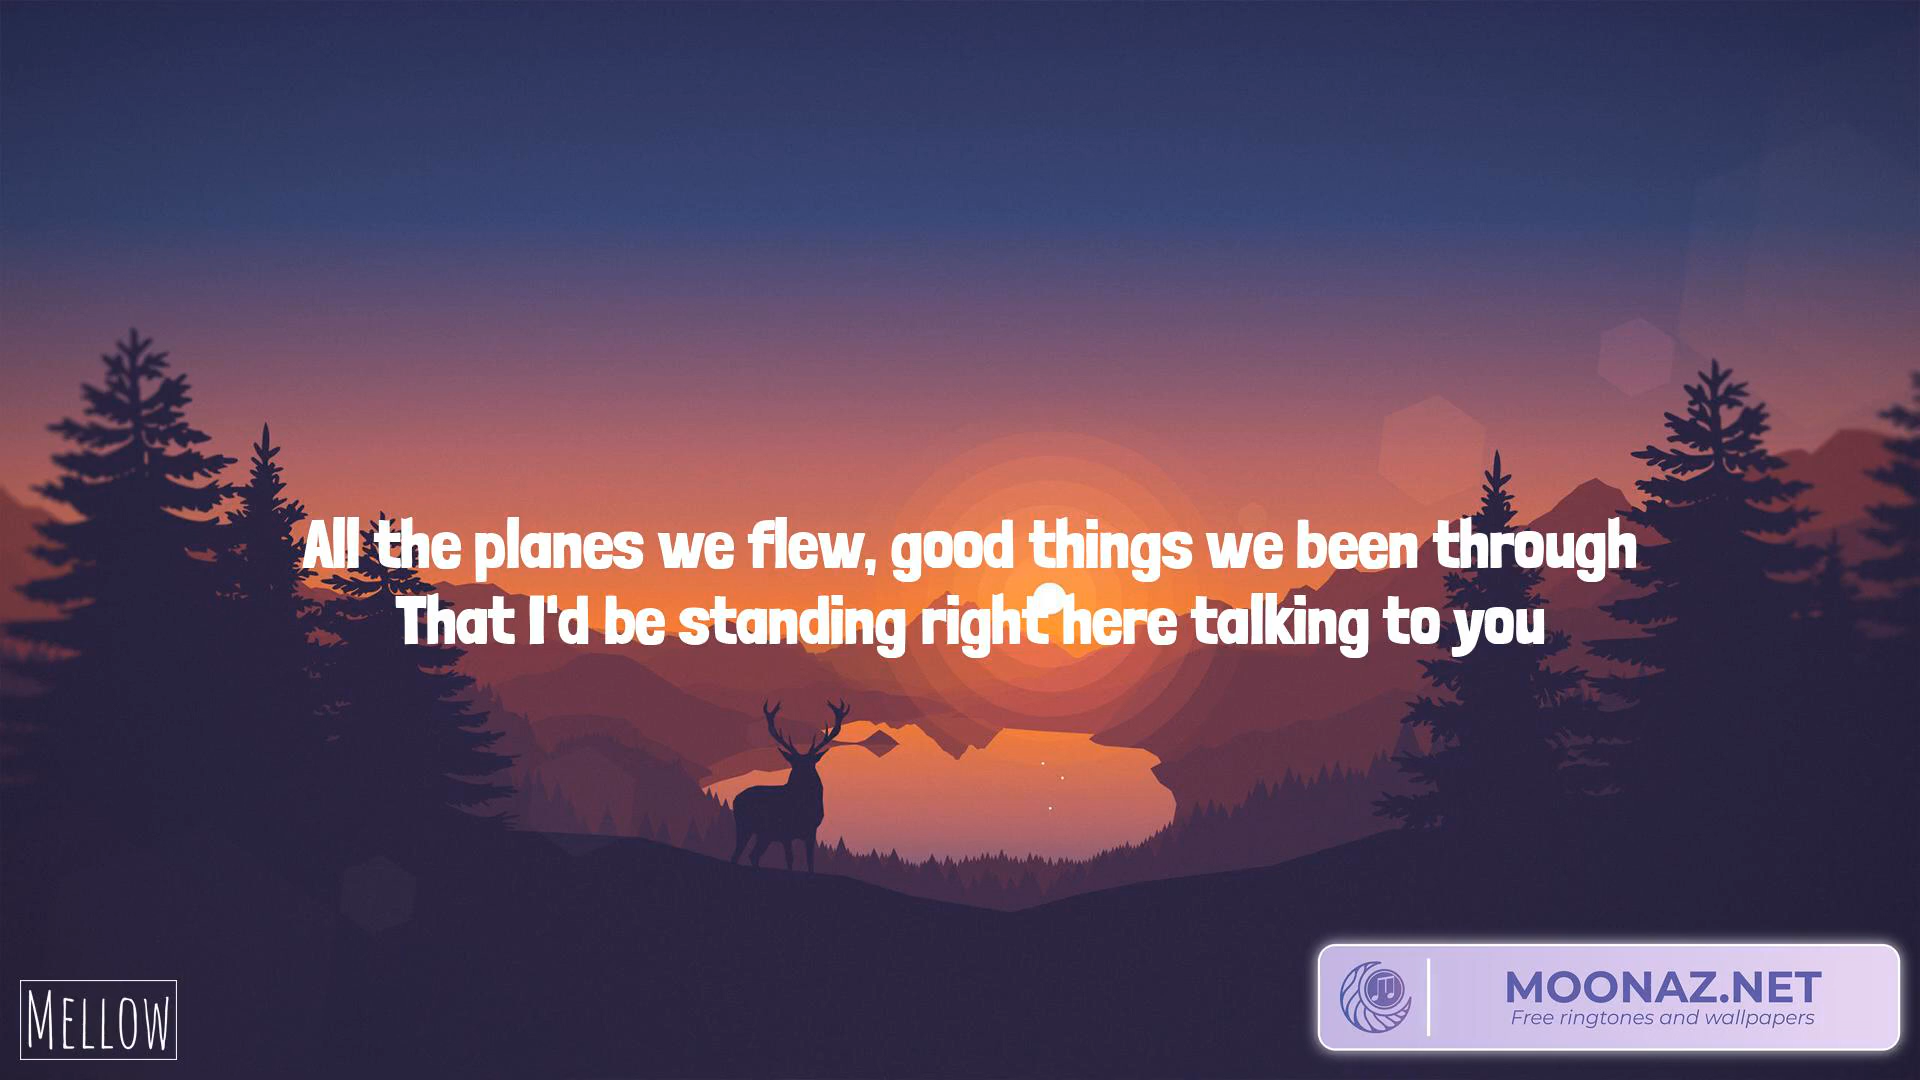 All the planes we flew, good things we been through
That I'd be standing right here talking to you
MELLOW
MOONAZ.NET
Free ringtones and wallpapers